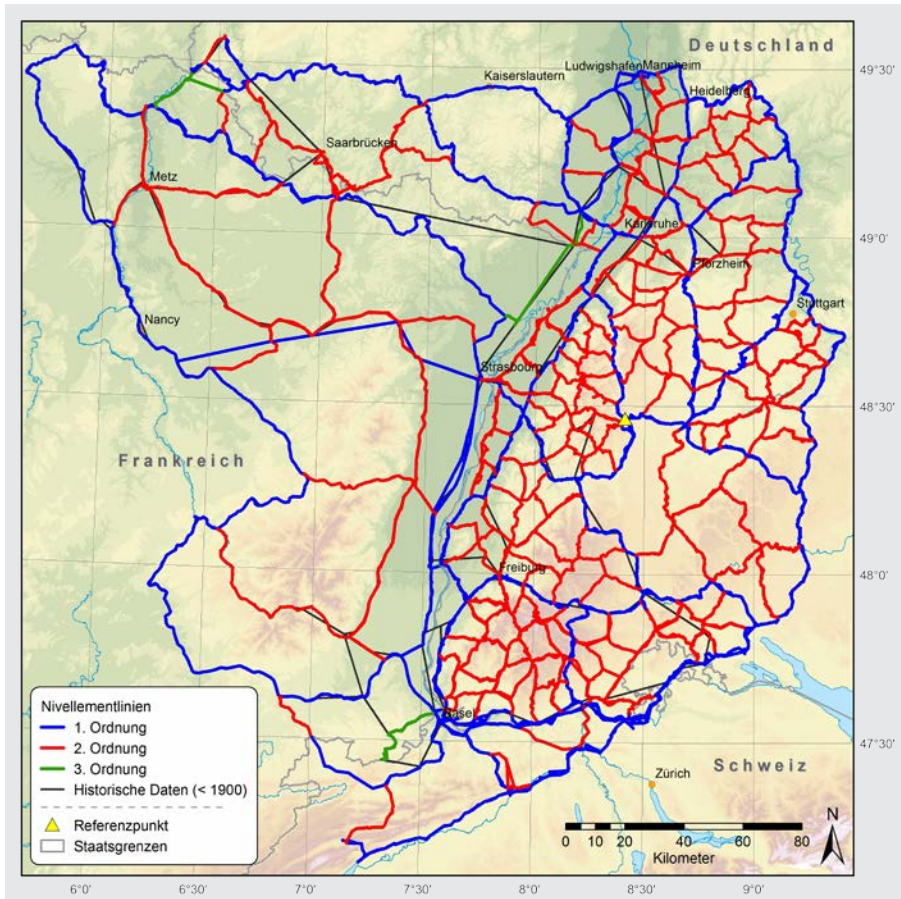 Deutschland
Ludwigshafen
Mannheim
49°30'
Kaiserslautern
Heidelberg
Saarbrücken
Metz
Karlsruhe
49°0'
Pforzheim
Nancy
Stuttgart
Strasbourg
48°30'
Frankreich
Freiburg
48°0'
Nivellementlinien
1. Ordnung
2. Ordnung
3. Ordnung
Historische Daten (< 1900)
Referenzpunkt
Staatsgrenzen
Basel
47°30'
Schweiz
Zürich
N
0 10 20 40 60 80
Kilometer
6°0' 6°30' 7°0' 7°30' 8°0' 8°30' 9°0'